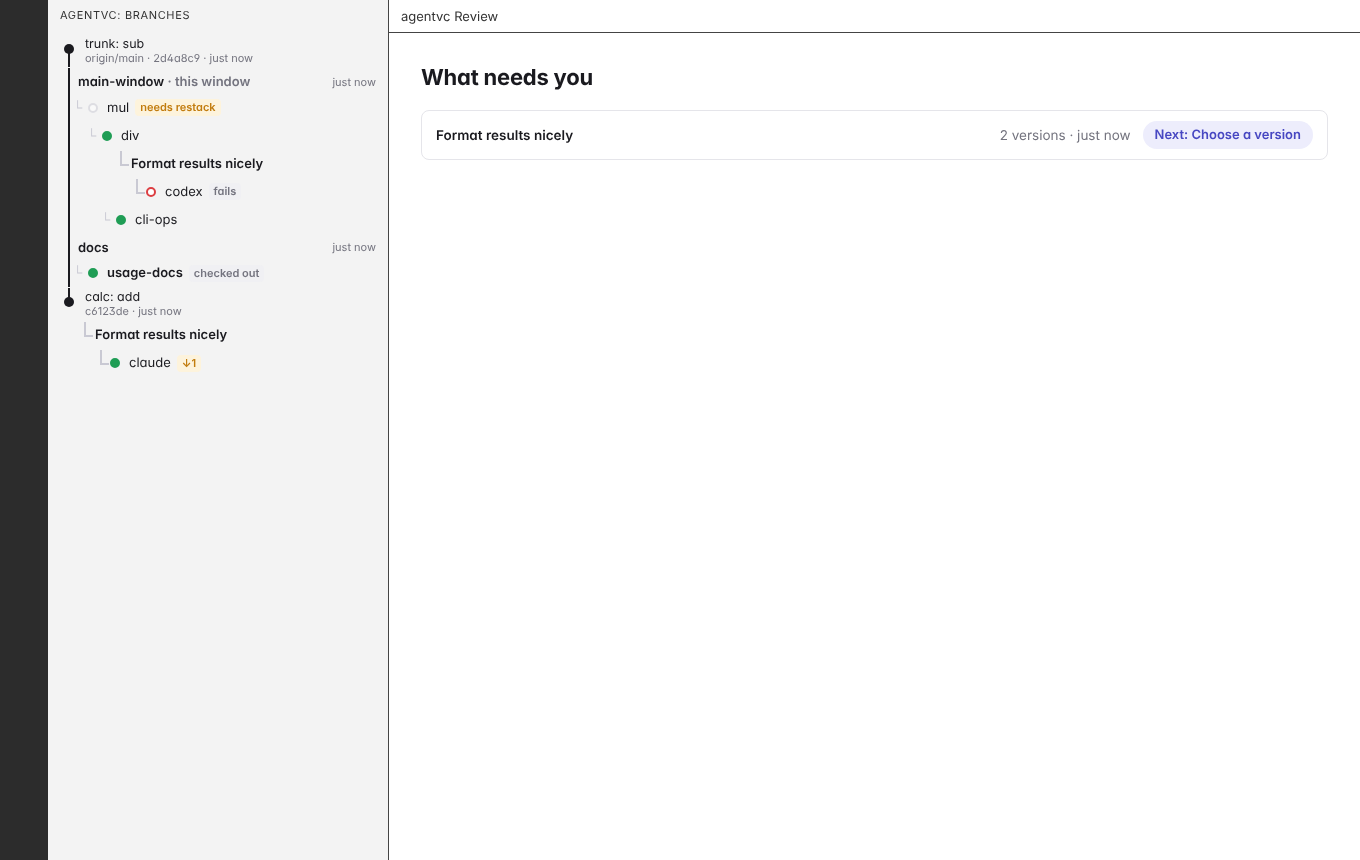 AGENTVC: BRANCHES
trunk: sub
origin/main · 2d4a8c9 · just now
main-window · this window just now
mul needs restack
div
Format results nicely
codex fails
cli-ops
docs just now
usage-docs checked out
calc: add
c6123de · just now
Format results nicely
claude ↓1
agentvc Review
What needs you
Format results nicely 2 versions · just now Next: Choose a version